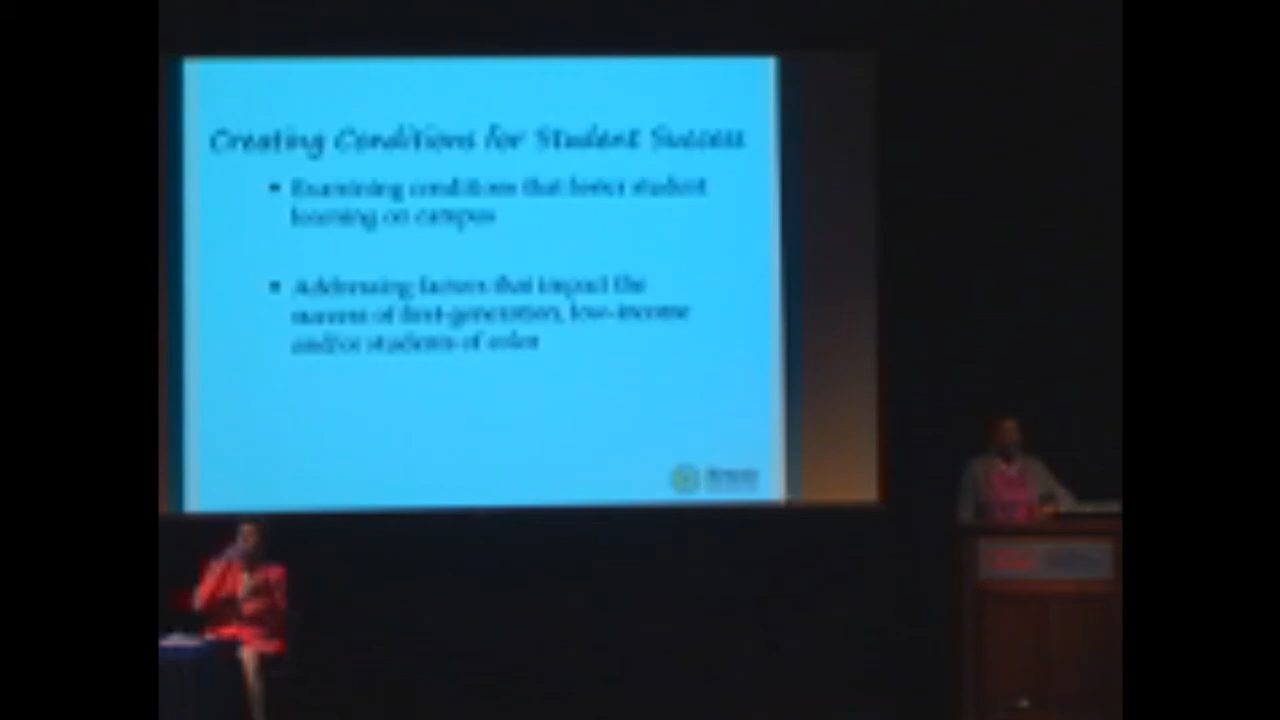 Creating Conditions for Student Success
• Examining conditions that foster student
learning on campus
• Addressing factors that impact the
success of first-generation, low-income
and/or students of color